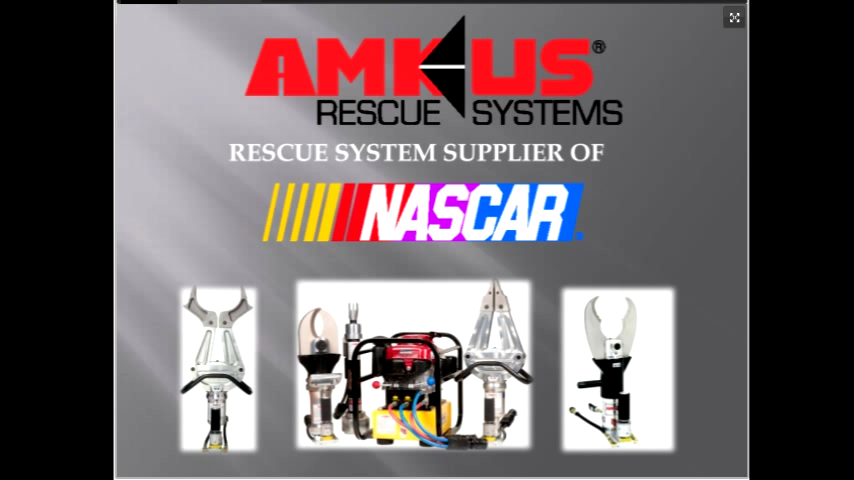 AMKUS®
RESCUE SYSTEMS
RESCUE SYSTEM SUPPLIER OF
NASCAR